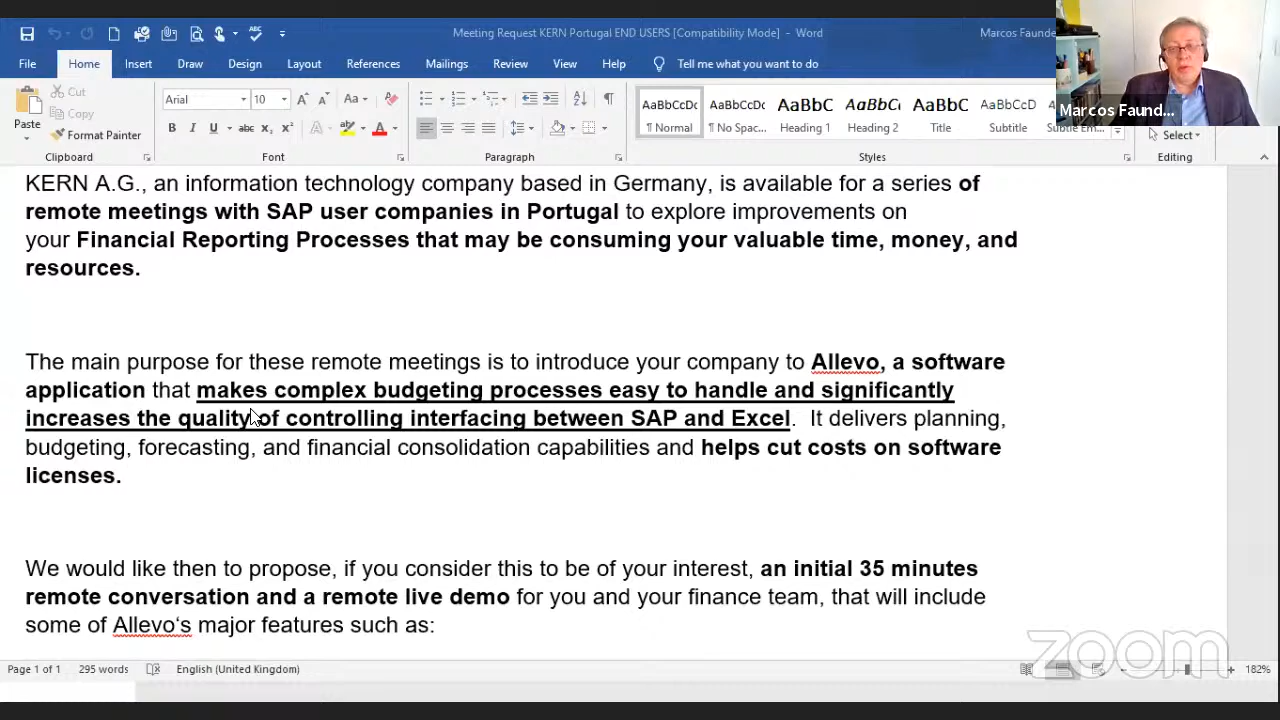 Meeting Request KERN Portugal END USERS [Compatibility Mode] - Word
Marcos Faunde
File Home Insert Draw Design Layout References Mailings Review View Help Tell me what you want to do
Marcos Faund...
Paste
Cut
Copy
Format Painter
Clipboard
Arial 10
B I U abc x₂ x² A
Font
Paragraph
AaBbCcDc AaBbCcDc AaBbC AaBbCı AaBbC AaBbCcD
¶ Normal ¶ No Spac... Heading 1 Heading 2 Title Subtitle Subtle Em...
Styles
Select
Editing
KERN A.G., an information technology company based in Germany, is available for a series of
remote meetings with SAP user companies in Portugal to explore improvements on
your Financial Reporting Processes that may be consuming your valuable time, money, and
resources.
The main purpose for these remote meetings is to introduce your company to Allevo, a software
application that makes complex budgeting processes easy to handle and significantly
increases the quality of controlling interfacing between SAP and Excel. It delivers planning,
budgeting, forecasting, and financial consolidation capabilities and helps cut costs on software
licenses.
We would like then to propose, if you consider this to be of your interest, an initial 35 minutes
remote conversation and a remote live demo for you and your finance team, that will include
some of Allevo‘s major features such as:
zoom
Page 1 of 1 295 words English (United Kingdom) 182%